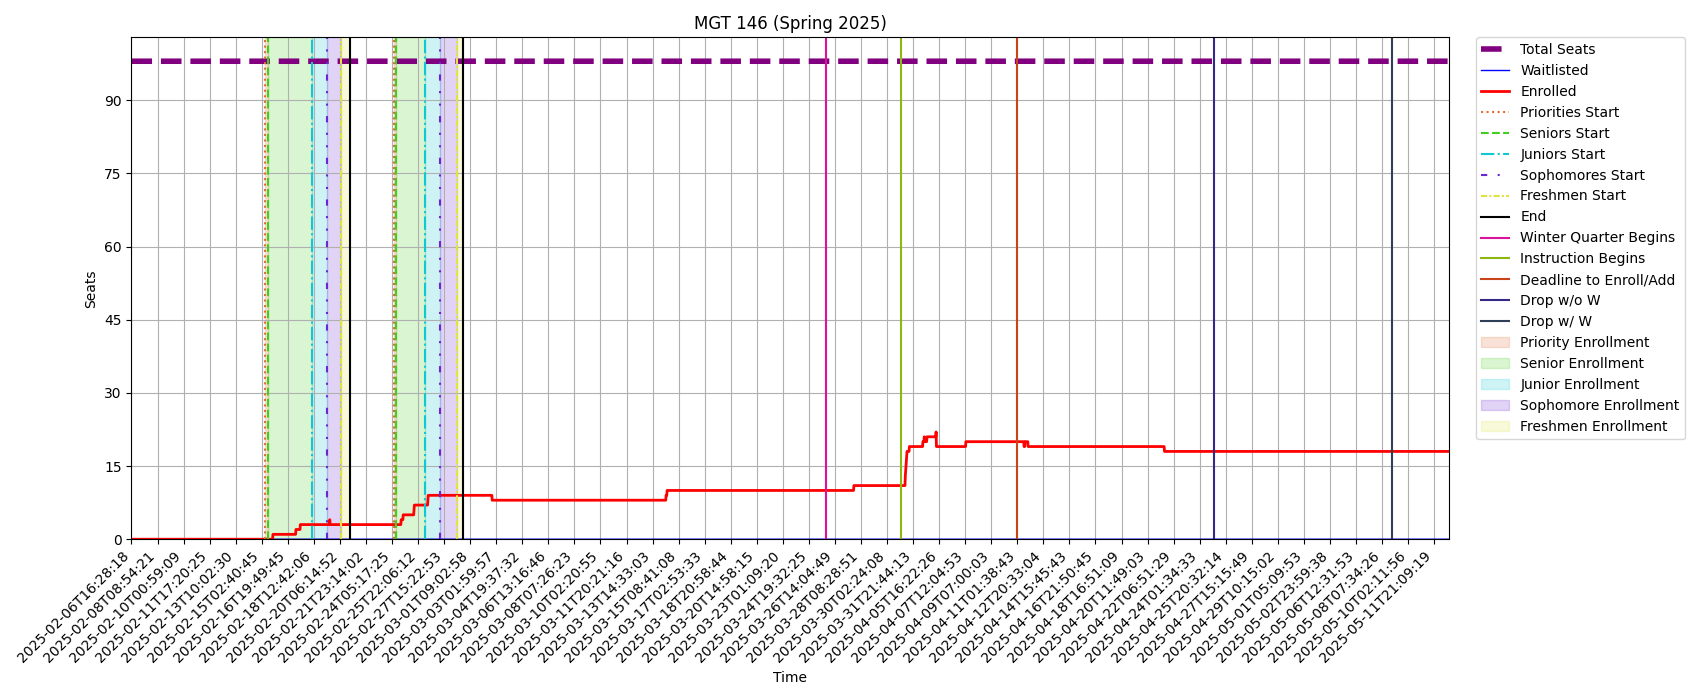 MGT 146 (Spring 2025)
Seats
90
75
60
45
30
15
0
2025-02-06T16:28:18
2025-02-08T08:54:21
2025-02-10T00:59:09
2025-02-11T17:20:25
2025-02-13T10:02:30
2025-02-15T02:40:45
2025-02-16T19:49:45
2025-02-18T12:42:06
2025-02-20T06:14:52
2025-02-21T23:14:02
2025-02-24T05:17:25
2025-02-25T22:06:12
2025-02-27T15:22:53
2025-03-01T09:02:58
2025-03-03T01:59:57
2025-03-04T19:37:32
2025-03-06T13:16:46
2025-03-08T07:26:23
2025-03-10T02:20:55
2025-03-11T20:21:16
2025-03-13T14:33:03
2025-03-15T08:41:08
2025-03-17T02:53:33
2025-03-18T20:58:44
2025-03-20T14:58:15
2025-03-23T01:09:20
2025-03-24T19:32:25
2025-03-26T14:04:49
2025-03-28T08:28:51
2025-03-30T02:24:08
2025-03-31T21:44:13
2025-04-05T16:22:26
2025-04-07T12:04:53
2025-04-09T07:00:03
2025-04-11T01:38:43
2025-04-12T20:33:04
2025-04-14T15:45:43
2025-04-16T11:50:45
2025-04-18T16:51:09
2025-04-20T11:49:03
2025-04-22T06:51:29
2025-04-24T01:34:33
2025-04-25T20:32:14
2025-04-27T15:15:49
2025-04-29T10:15:02
2025-05-01T05:09:53
2025-05-02T23:59:38
2025-05-06T12:31:53
2025-05-08T07:34:26
2025-05-10T02:11:56
2025-05-11T21:09:19
Time
Total Seats
Waitlisted
Enrolled
Priorities Start
Seniors Start
Juniors Start
Sophomores Start
Freshmen Start
End
Winter Quarter Begins
Instruction Begins
Deadline to Enroll/Add
Drop w/o W
Drop w/ W
Priority Enrollment
Senior Enrollment
Junior Enrollment
Sophomore Enrollment
Freshmen Enrollment